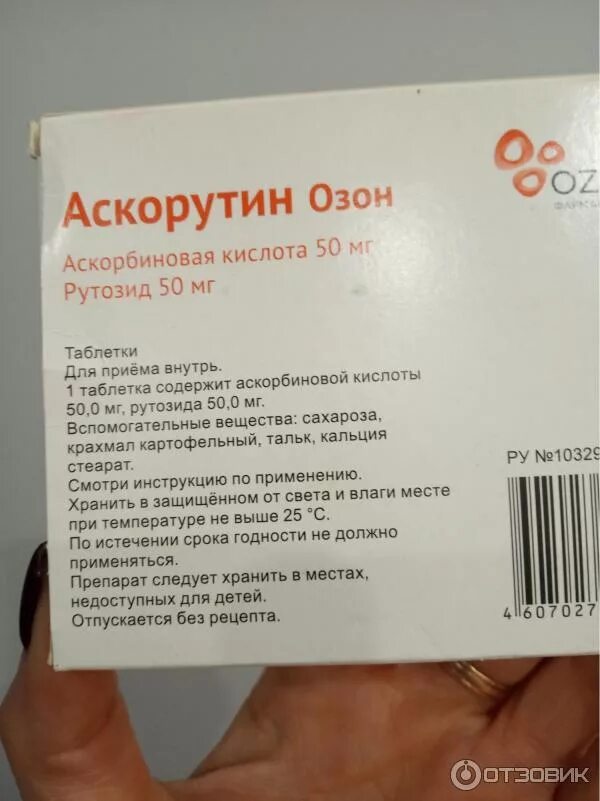 OZ
ФАРМ
Аскорутин Озон
Аскорбиновая кислота 50 мг
Рутозид 50 мг
Таблетки
Для приёма внутрь.
1 таблетка содержит аскорбиновой кислоты
50,0 мг, рутозида 50,0 мг.
Вспомогательные вещества: сахароза,
крахмал картофельный, тальк, кальция
стеарат.
Смотри инструкцию по применению.
Хранить в защищённом от света и влаги месте
при температуре не выше 25 °С.
По истечении срока годности не должно
применяться.
Препарат следует хранить в местах,
недоступных для детей.
Отпускается без рецепта.
РУ №10329
4 607027
ОТЗОВИК